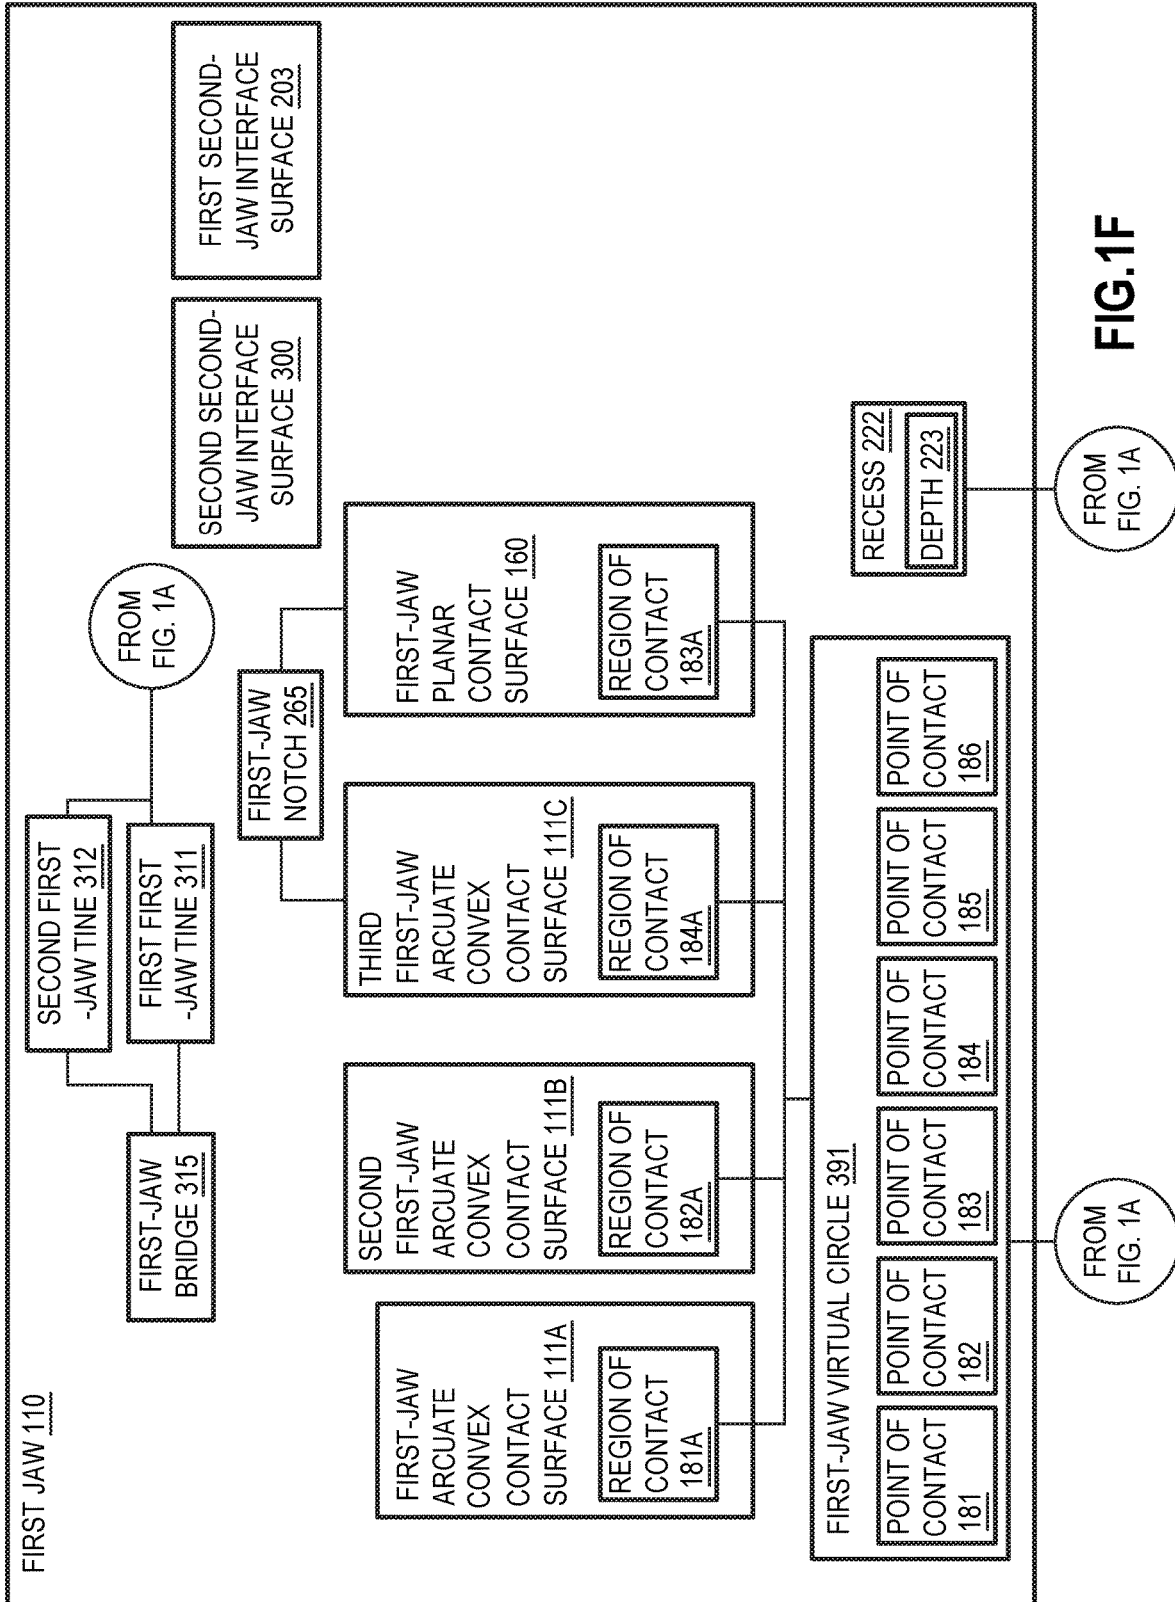 FIRST JAW 110
FIRST-JAW
BRIDGE 315
SECOND FIRST
-JAW TINE 312
FIRST FIRST
-JAW TINE 311
FROM
FIG. 1A
SECOND SECOND-
JAW INTERFACE
SURFACE 300
FIRST SECOND-
JAW INTERFACE
SURFACE 203
FIRST-JAW
NOTCH 265
FIRST-JAW
ARCUATE
CONVEX
CONTACT
SURFACE 111A
REGION OF
CONTACT
181A
SECOND
FIRST-JAW
ARCUATE
CONVEX
CONTACT
SURFACE 111B
REGION OF
CONTACT
182A
THIRD
FIRST-JAW
ARCUATE
CONVEX
CONTACT
SURFACE 111C
REGION OF
CONTACT
184A
FIRST-JAW
PLANAR
CONTACT
SURFACE 160
REGION OF
CONTACT
183A
FIRST-JAW VIRTUAL CIRCLE 391
POINT OF
CONTACT
181
POINT OF
CONTACT
182
POINT OF
CONTACT
183
POINT OF
CONTACT
184
POINT OF
CONTACT
185
POINT OF
CONTACT
186
RECESS 222
DEPTH 223
FROM
FIG. 1A
FROM
FIG. 1A
FIG.1F